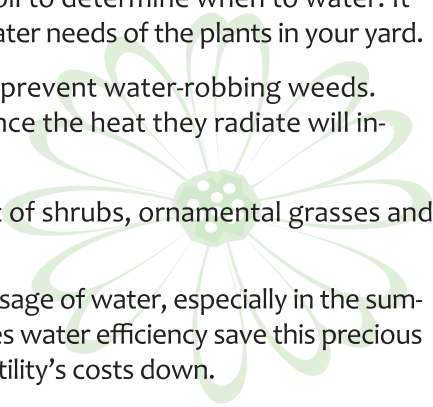 oil to determine when to water. It
ater needs of the plants in your yard.
prevent water-robbing weeds.
nce the heat they radiate will in-
t of shrubs, ornamental grasses and
sage of water, especially in the sum-
es water efficiency save this precious
tility’s costs down.